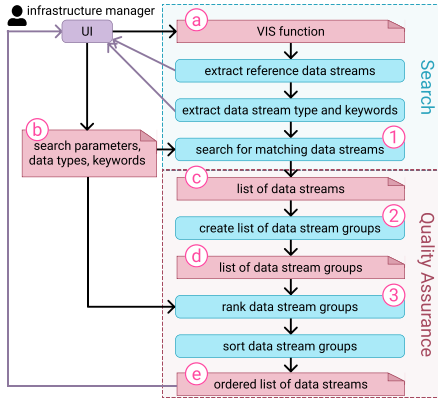 infrastructure manager
UI
a
VIS function
extract reference data streams
extract data stream type and keywords
b
search parameters,
data types, keywords
1
search for matching data streams
Search
c
list of data streams
2
create list of data stream groups
d
list of data stream groups
3
rank data stream groups
sort data stream groups
e
ordered list of data streams
Quality Assurance